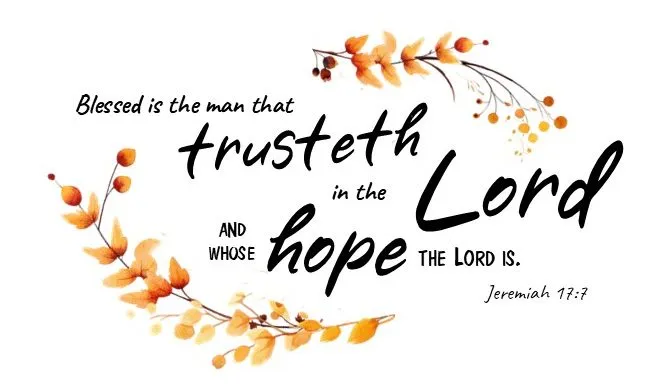 Blessed is the man that
trusteth
in the Lord
AND
WHOSE hope THE LORD IS.
Jeremiah 17:7